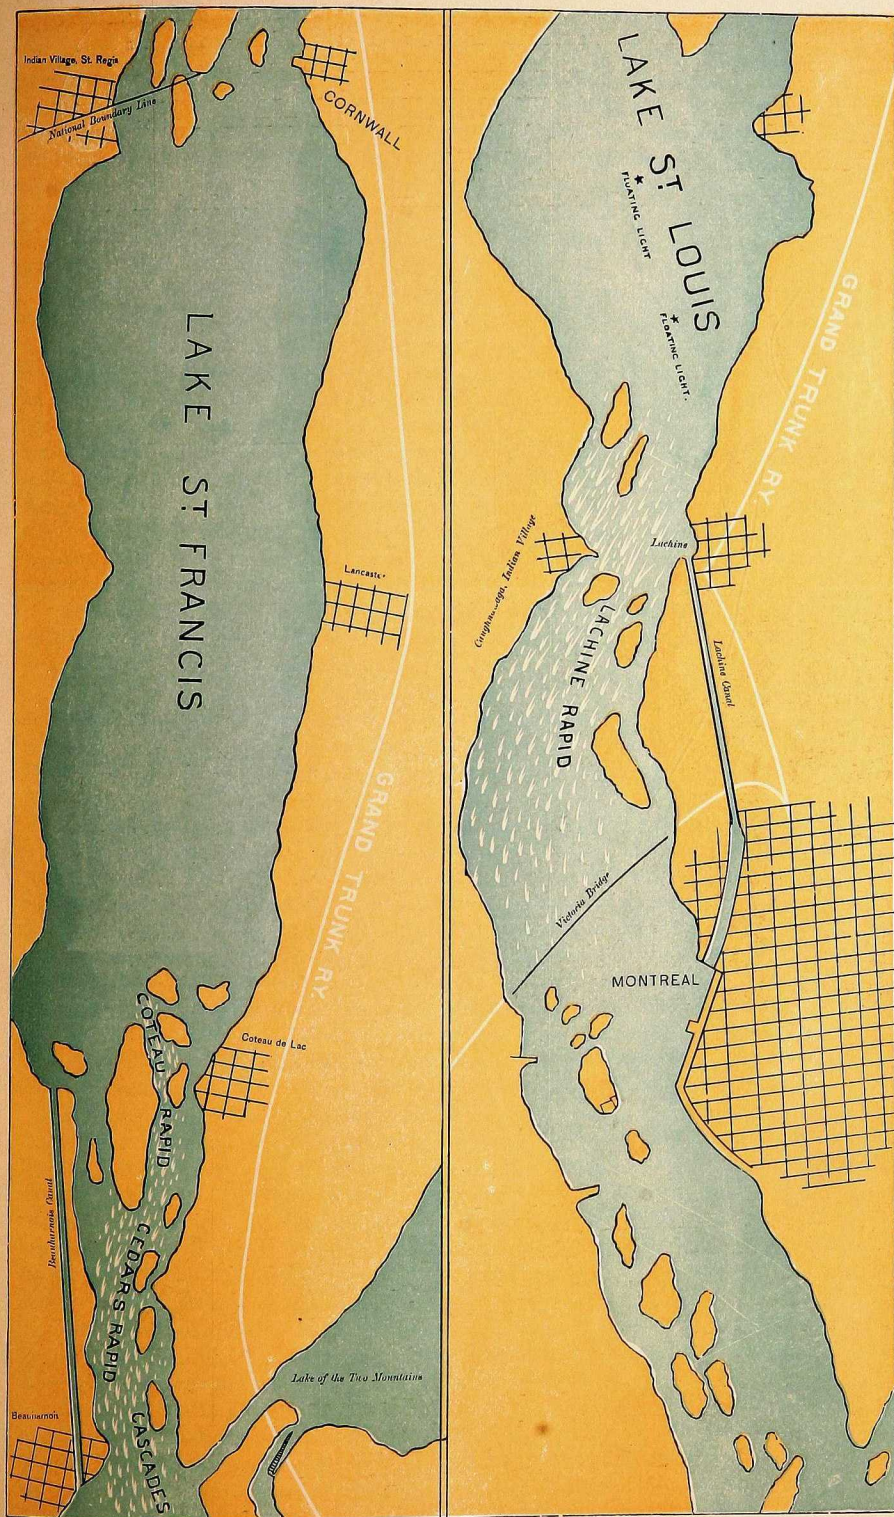 Indian Village, St. Regis
National Boundary Line
CORNWALL
LAKE ST. FRANCIS
Lancaster
GRAND TRUNK RY
COTEAU RAPID
Coteau de Lac
Beauharnois Canal
CEDARS RAPID
Lake of the Two Mountains
Beauharnois
CASCADES
LAKE ST. LOUIS
FLOATING LIGHT
FLOATING LIGHT.
GRAND TRUNK RY
Lachine
Indian Village
LACHINE RAPID
Lachine Canal
Victoria Bridge
MONTREAL